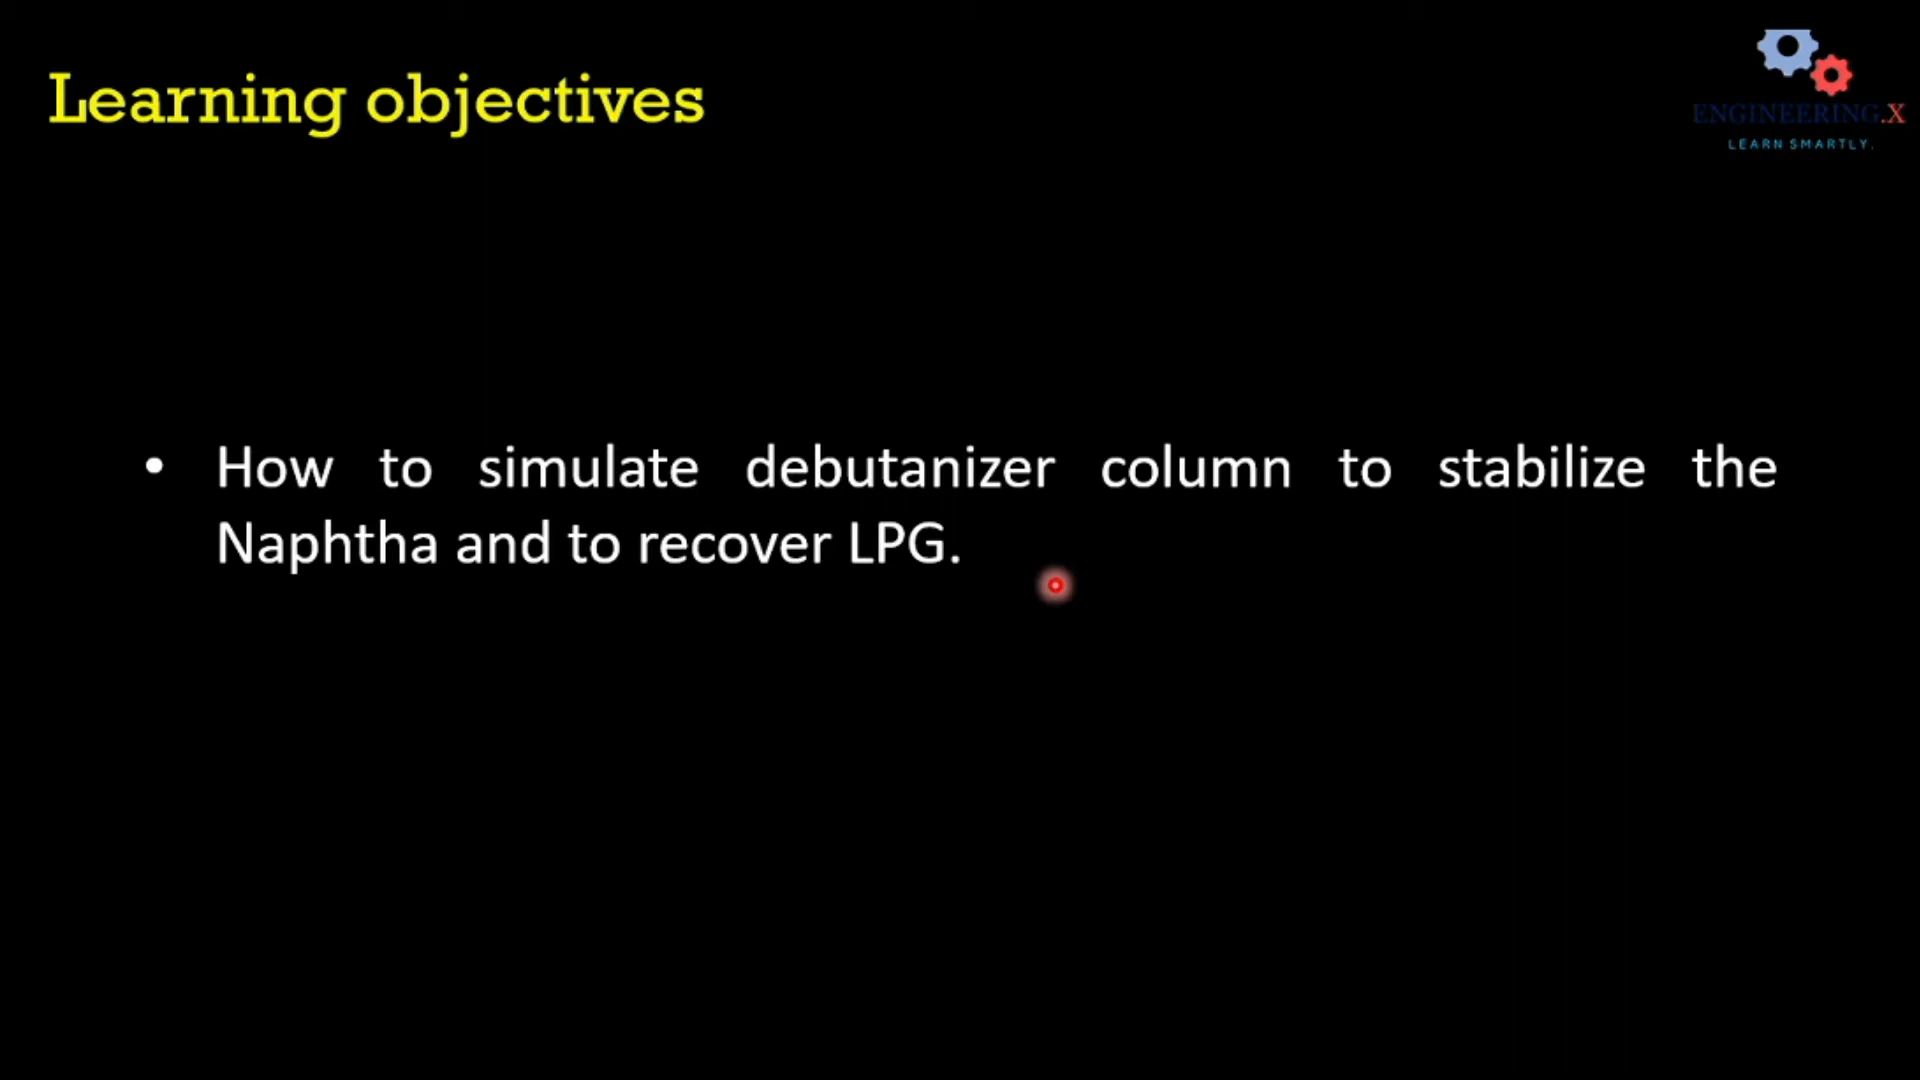 Learning objectives
ENGINEERING.X
LEARN SMARTLY.
• How to simulate debutanizer column to stabilize the
Naphtha and to recover LPG.